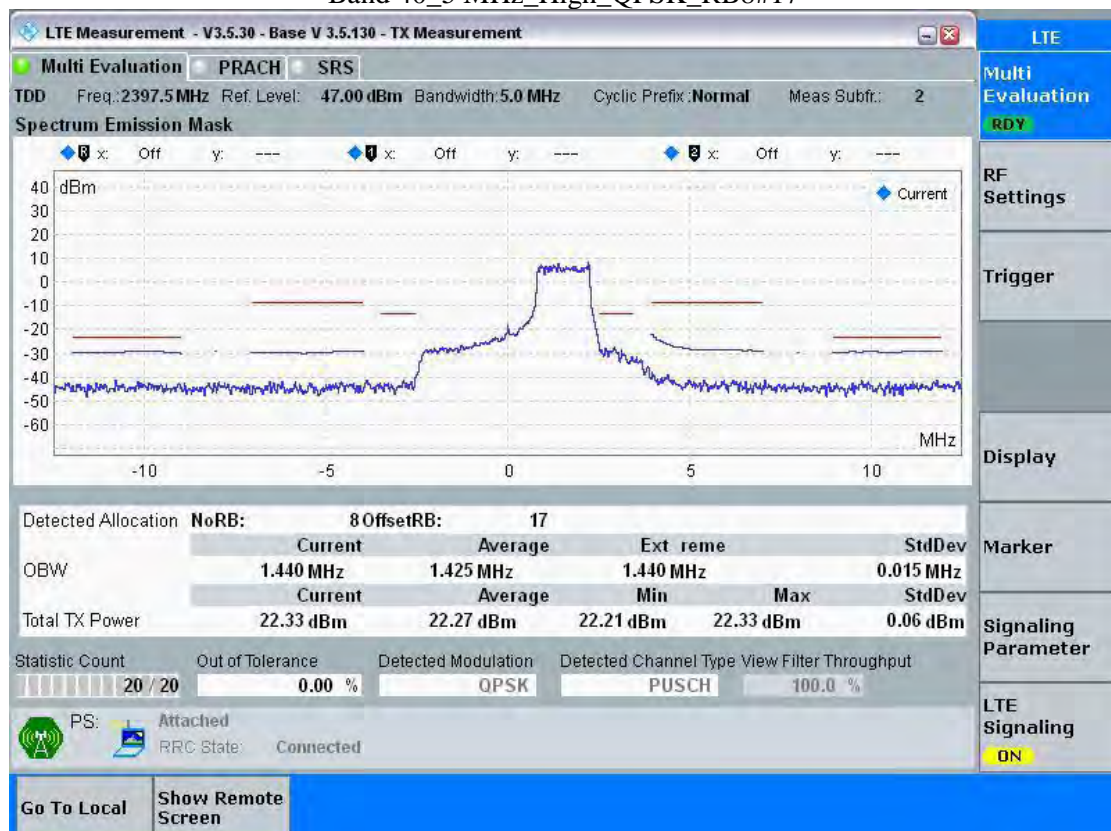 LTE Measurement - V3.5.30 - Base V 3.5.130 - TX Measurement
LTE
Multi Evaluation PRACH SRS
Multi Evaluation
RDY
TDD Freq.:2397.5 MHz Ref. Level: 47.00 dBm Bandwidth:5.0 MHz Cyclic Prefix :Normal Meas Subfr.: 2
Spectrum Emission Mask
R x: Off y: --- 1 x: Off y: --- 2 x: Off y: ---
dBm
Current
40
30
20
10
0
-10
-20
-30
-40
-50
-60
MHz
-10 -5 0 5 10
RF Settings
Trigger
Display
Marker
Signaling Parameter
LTE Signaling
ON
Detected Allocation NoRB: 8 OffsetRB: 17
Current Average Ext reme StdDev
OBW 1.440 MHz 1.425 MHz 1.440 MHz 0.015 MHz
Current Average Min Max StdDev
Total TX Power 22.33 dBm 22.27 dBm 22.21 dBm 22.33 dBm 0.06 dBm
Statistic Count Out of Tolerance Detected Modulation Detected Channel Type View Filter Throughput
20 / 20 0.00 % QPSK PUSCH 100.0 %
PS: Attached
RRC State: Connected
Go To Local
Show Remote Screen